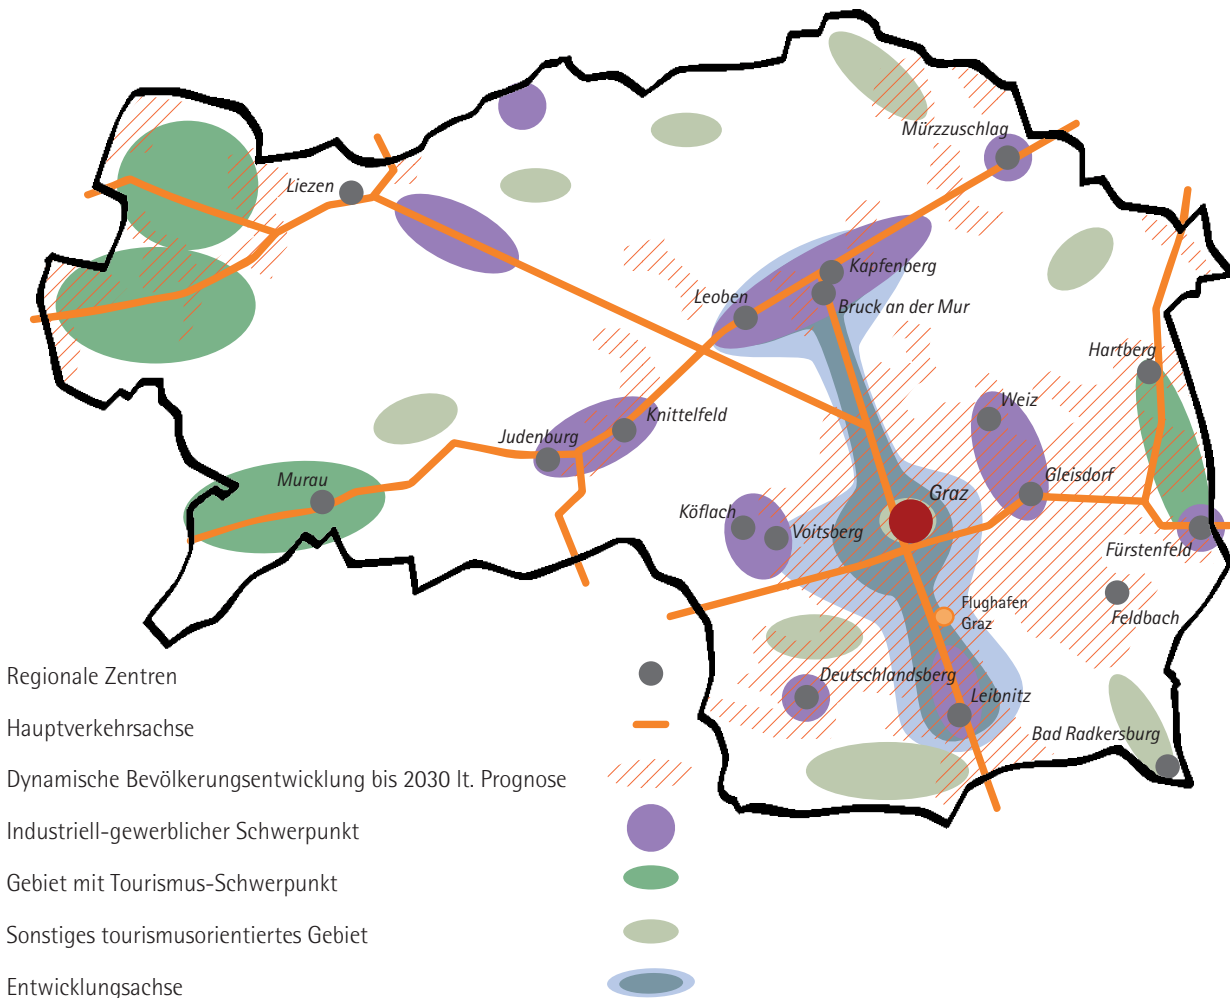 Mürzzuschlag
Liezen
Kapfenberg
Leoben
Bruck an der Mur
Hartberg
Weiz
Knittelfeld
Judenburg
Gleisdorf
Murau
Graz
Köflach
Voitsberg
Fürstenfeld
Flughafen
Graz
Feldbach
Deutschlandsberg
Leibnitz
Bad Radkersburg
Regionale Zentren
Hauptverkehrsachse
Dynamische Bevölkerungsentwicklung bis 2030 lt. Prognose
Industriell-gewerblicher Schwerpunkt
Gebiet mit Tourismus-Schwerpunkt
Sonstiges tourismusorientiertes Gebiet
Entwicklungsachse